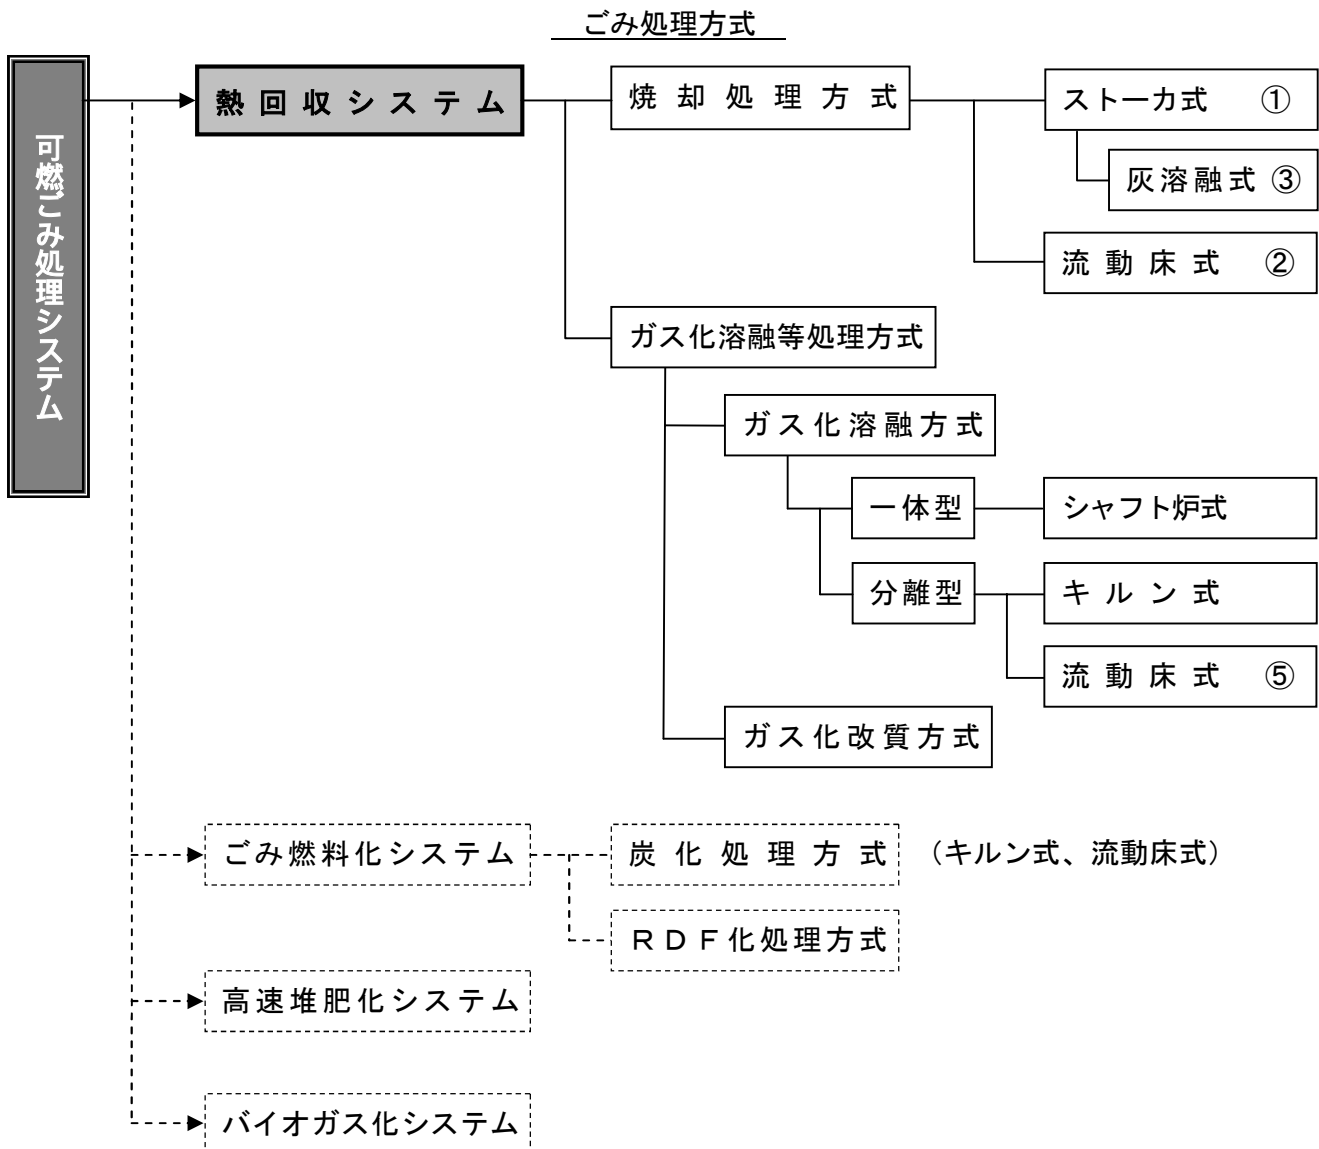 ごみ処理方式
可燃ごみ処理システム
熱回収システム
焼却処理方式
ストーカ式 ①
灰溶融式 ③
流動床式 ②
ガス化溶融等処理方式
ガス化溶融方式
一体型
シャフト炉式
分離型
キルン式
流動床式 ⑤
ガス化改質方式
ごみ燃料化システム
炭化処理方式
（キルン式、流動床式）
ＲＤＦ化処理方式
高速堆肥化システム
バイオガス化システム